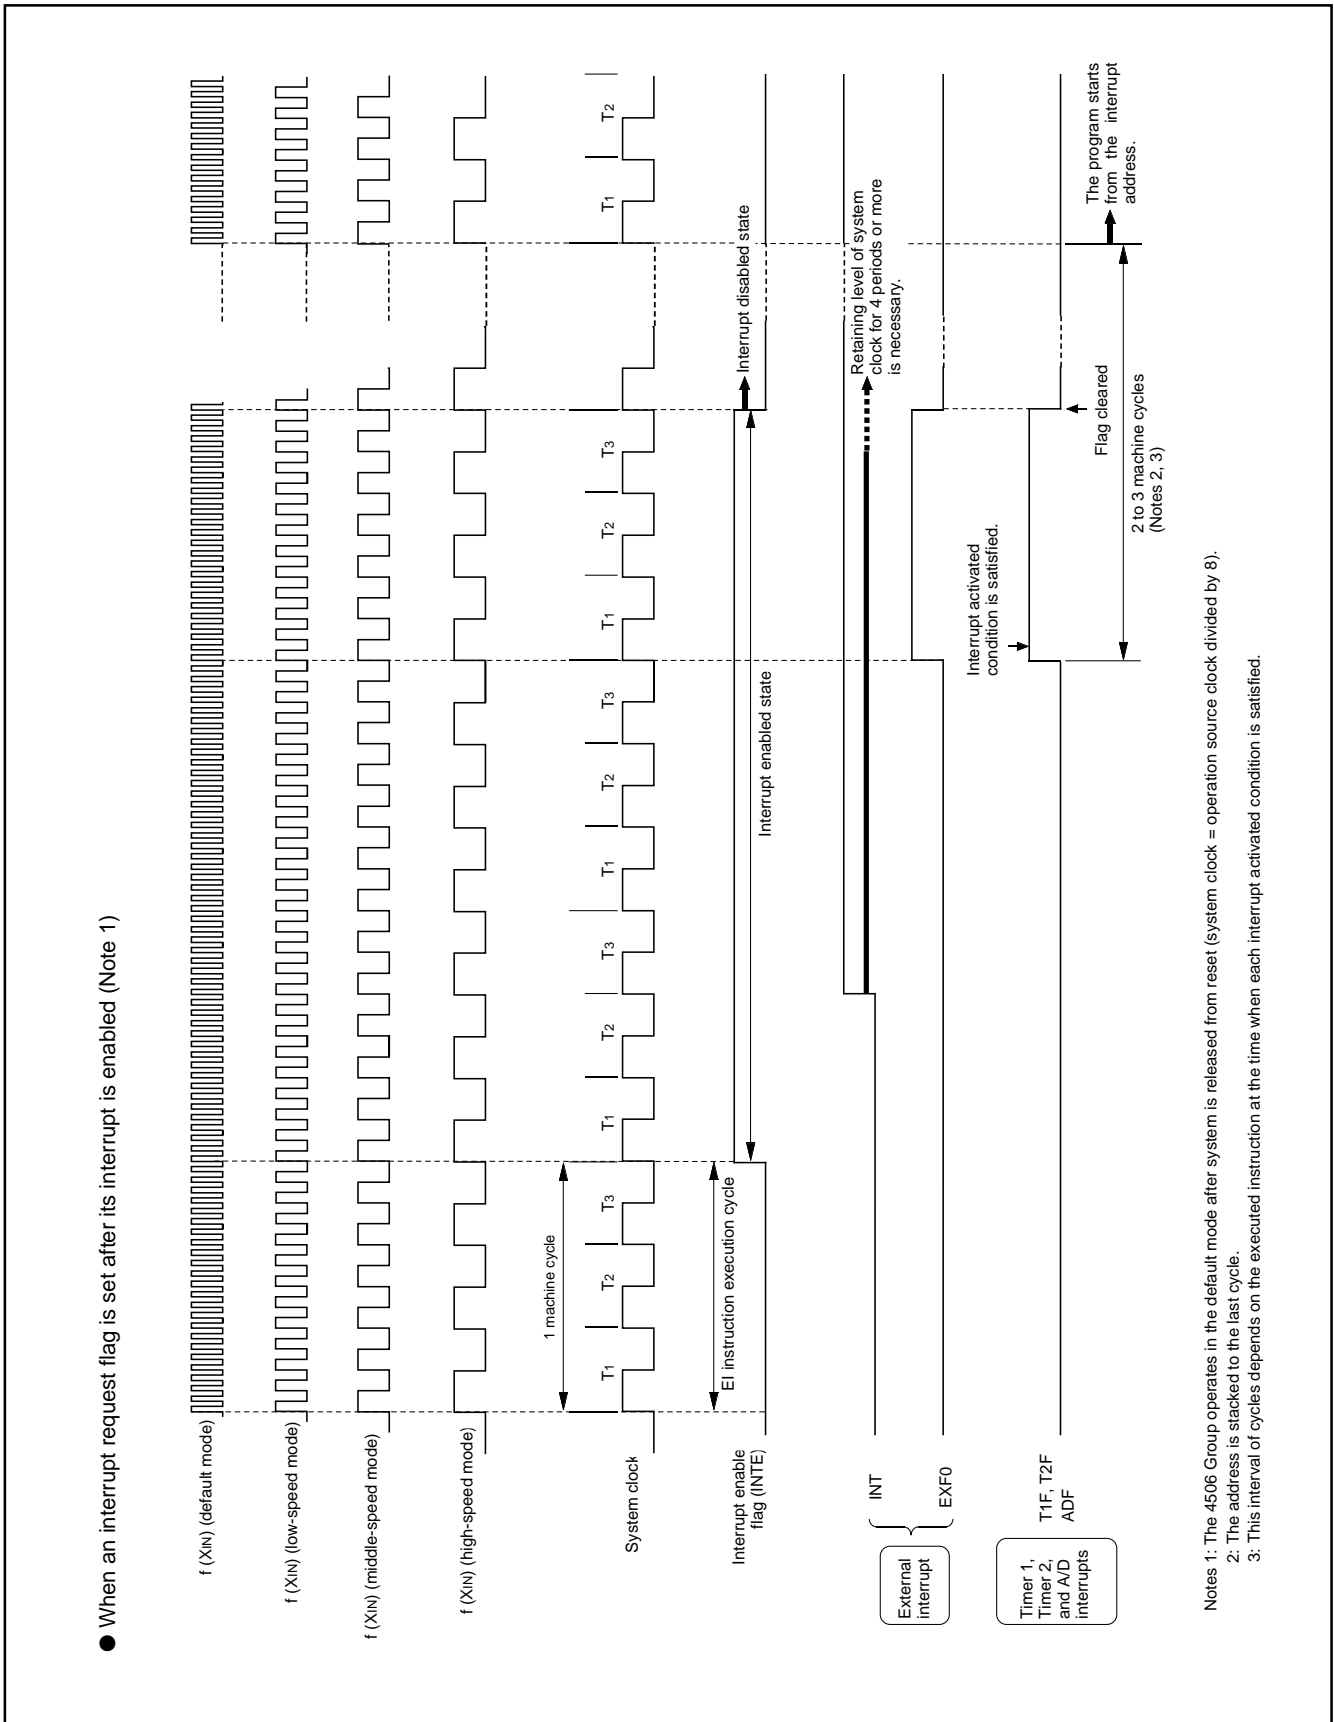 ● When an interrupt request flag is set after its interrupt is enabled (Note 1)
f (XIN) (default mode)
f (XIN) (low-speed mode)
f (XIN) (middle-speed mode)
f (XIN) (high-speed mode)
1 machine cycle
System clock
T1 T2 T3 T1 T2 T3 T1 T2 T3 T1 T2 T3 T1 T2
EI instruction execution cycle
Interrupt enable
flag (INTE)
Interrupt enabled state
Interrupt disabled state
External
interrupt
INT
Retaining level of system
clock for 4 periods or more
is necessary.
EXF0
Timer 1,
Timer 2,
and A/D
interrupts
T1F, T2F
ADF
Interrupt activated
condition is satisfied.
Flag cleared
2 to 3 machine cycles
(Notes 2, 3)
The program starts
from the interrupt
address.
Notes 1: The 4506 Group operates in the default mode after system is released from reset (system clock = operation source clock divided by 8).
2: The address is stacked to the last cycle.
3: This interval of cycles depends on the executed instruction at the time when each interrupt activated condition is satisfied.